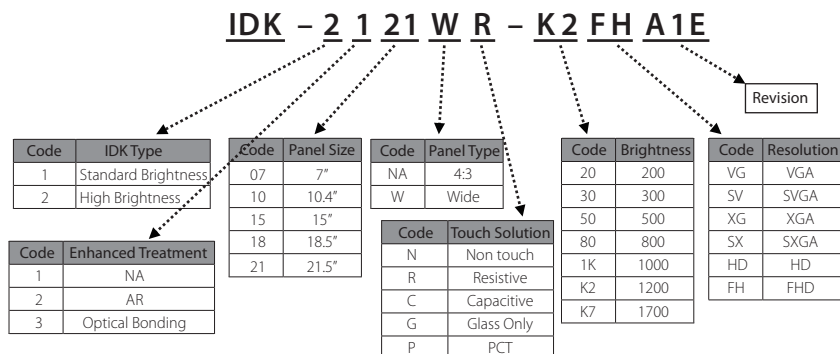 IDK – 2 1 21 W R – K2 FH A1E
Revision
Code IDK Type
1 Standard Brightness
2 High Brightness
Code Panel Size
07 7”
10 10.4”
15 15”
18 18.5”
21 21.5”
Code Panel Type
NA 4:3
W Wide
Code Brightness
20 200
30 300
50 500
80 800
1K 1000
K2 1200
K7 1700
Code Resolution
VG VGA
SV SVGA
XG XGA
SX SXGA
HD HD
FH FHD
Code Enhanced Treatment
1 NA
2 AR
3 Optical Bonding
Code Touch Solution
N Non touch
R Resistive
C Capacitive
G Glass Only
P PCT